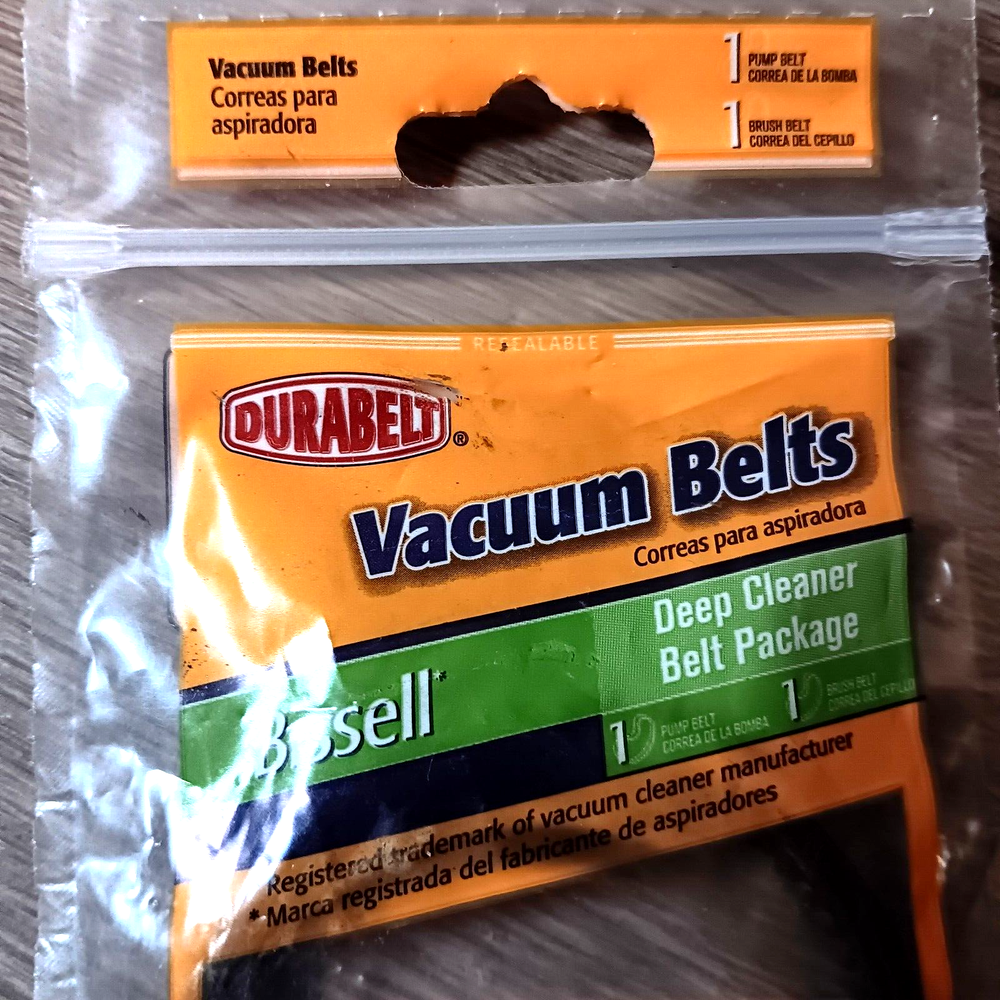 Vacuum Belts
Correas para
aspiradora
1 PUMP BELT
CORREA DE LA BOMBA
1 BRUSH BELT
CORREA DEL CEPILLO
RESEALABLE
DURABELT®
Vacuum Belts
Correas para aspiradora
Deep Cleaner
Belt Package
Bissell*
1 PUMP BELT
CORREA DE LA BOMBA
1 BRUSH BELT
CORREA DEL CEPILLO
Registered trademark of vacuum cleaner manufacturer
* Marca registrada del fabricante de aspiradores